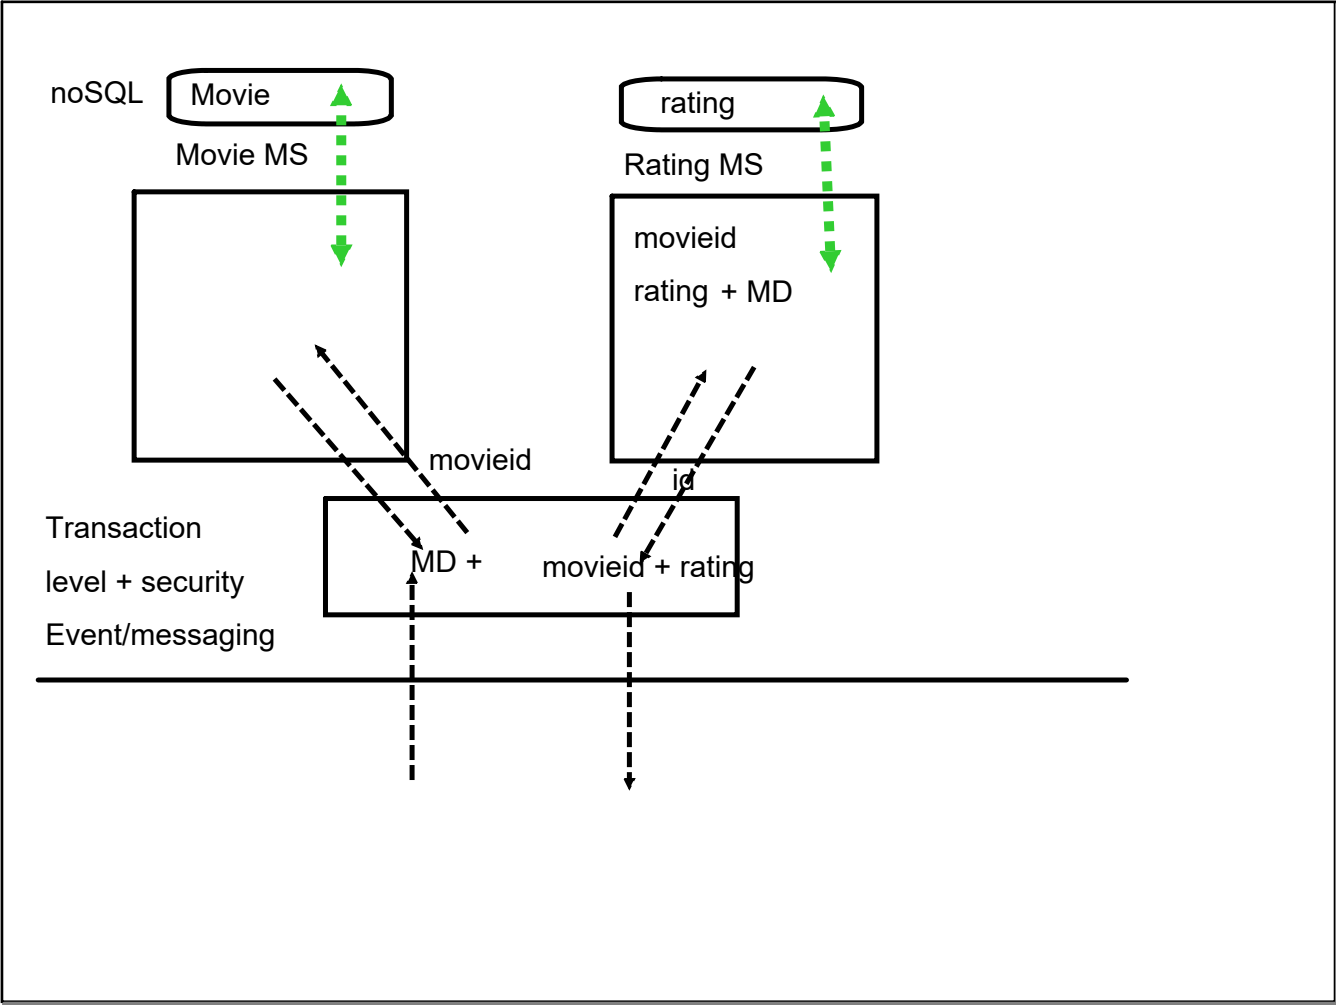 noSQL
Movie
rating
Movie MS
Rating MS
movieid
rating + MD
movieid
id
Transaction
level + security
Event/messaging
MD +
movieid + rating